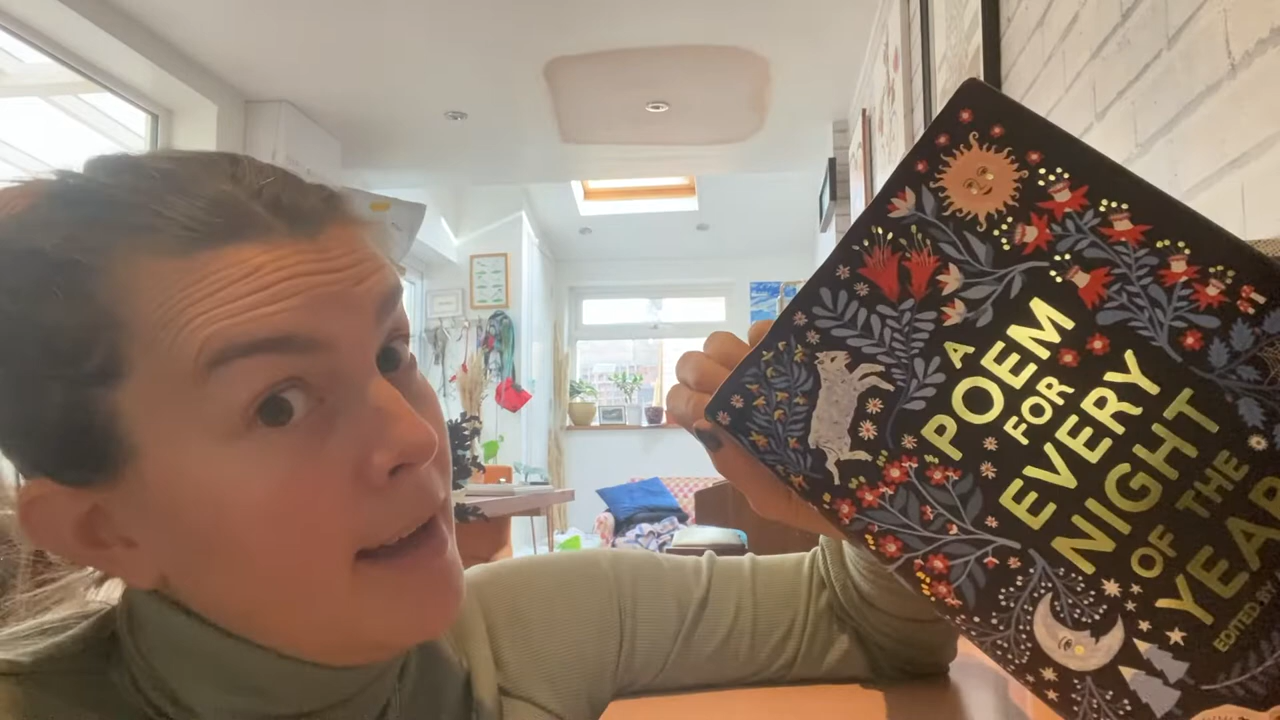 A
POEM
FOR
EVERY
NIGHT
OF THE
YEAR
EDITED BY